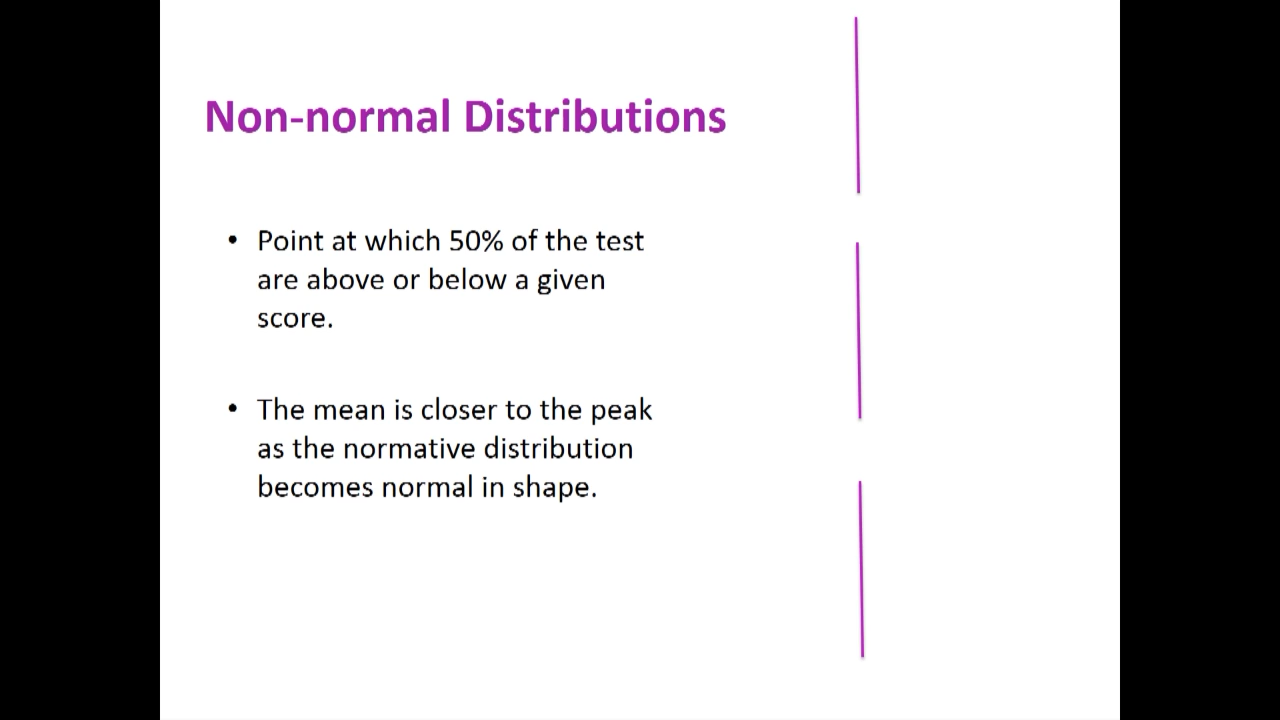 Non-normal Distributions
• Point at which 50% of the test
are above or below a given
score.
• The mean is closer to the peak
as the normative distribution
becomes normal in shape.